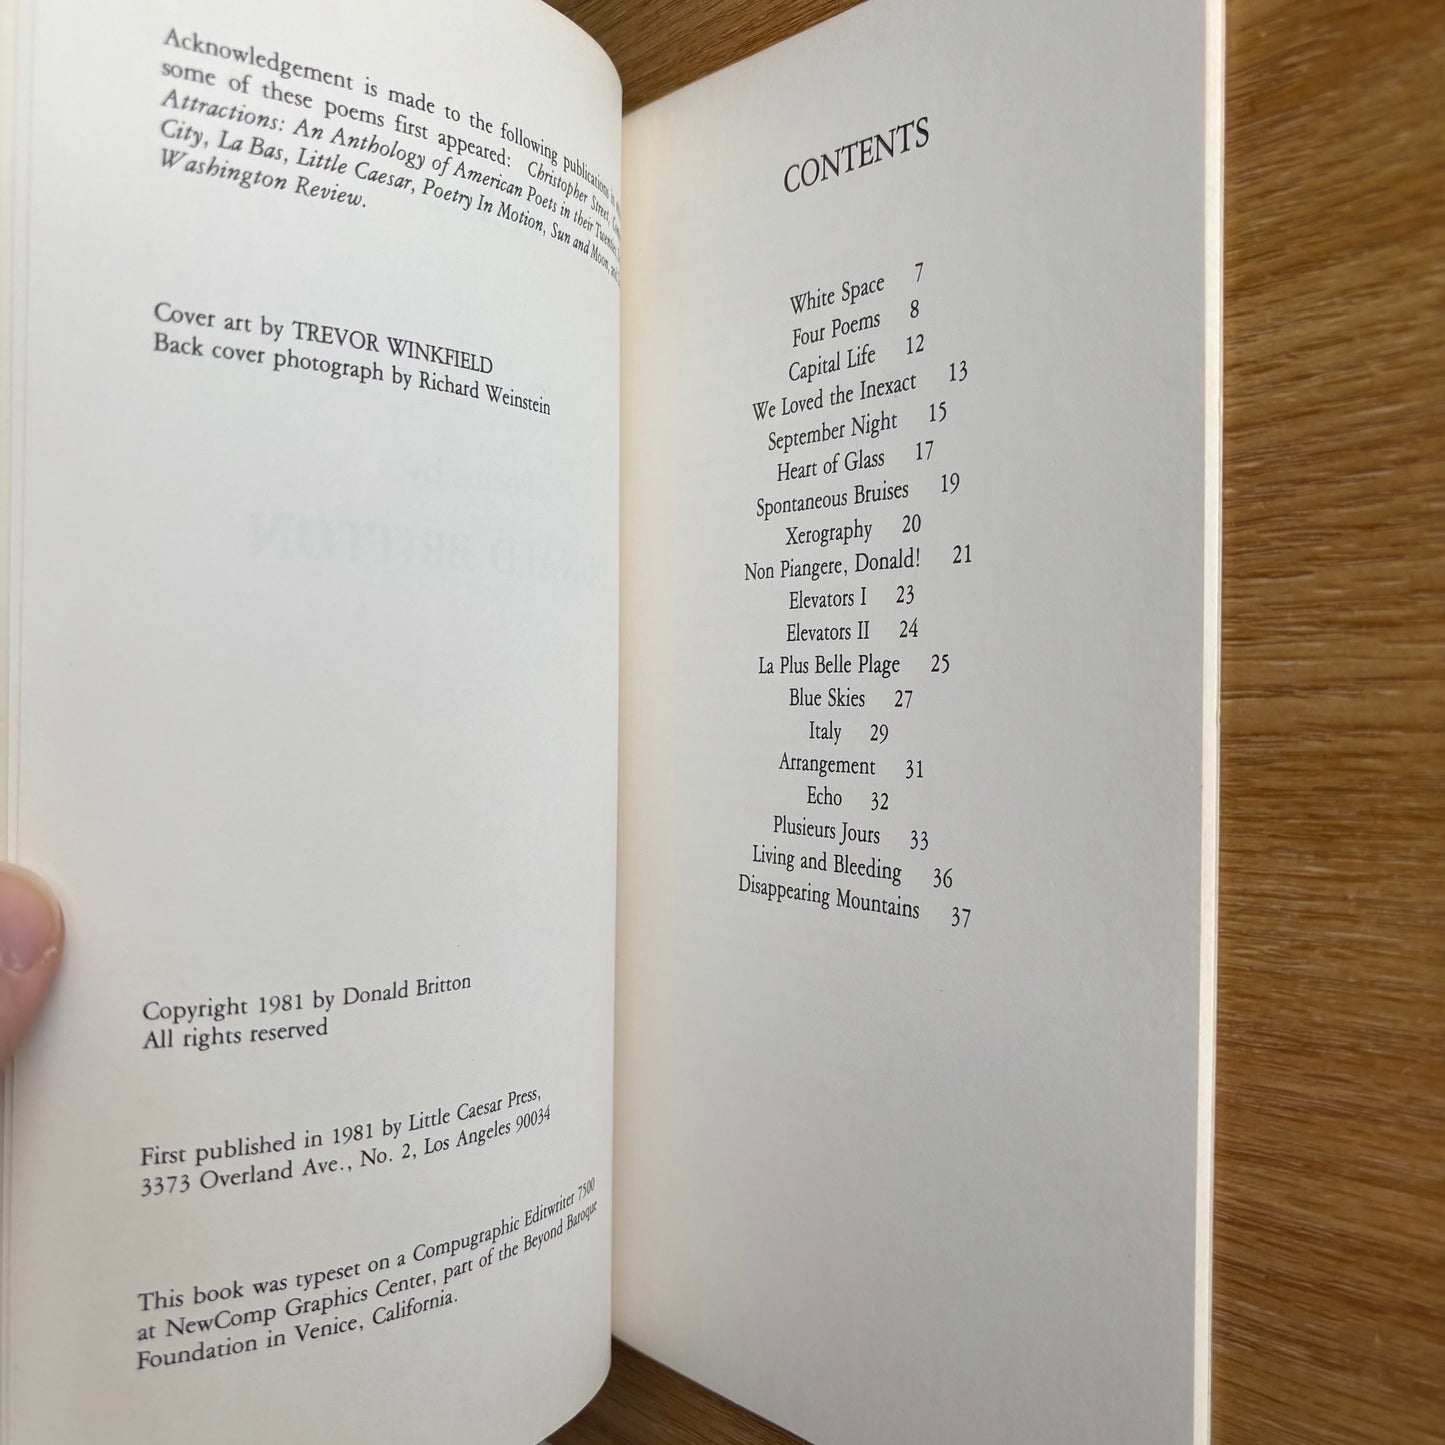 Acknowledgement is made to the following publications in
some of these poems first appeared: Christopher Street,
Attractions: An Anthology of American Poets in their Twenties,
City, La Bas, Little Caesar, Poetry In Motion, Sun and Moon, and
Washington Review.
Cover art by TREVOR WINKFIELD
Back cover photograph by Richard Weinstein
Copyright 1981 by Donald Britton
All rights reserved
First published in 1981 by Little Caesar Press,
3373 Overland Ave., No. 2, Los Angeles 90034
This book was typeset on a Compugraphic Editwriter 7500
at NewComp Graphics Center, part of the Beyond Baroque
Foundation in Venice, California.
CONTENTS
White Space 7
Four Poems 8
Capital Life 12
We Loved the Inexact 13
September Night 15
Heart of Glass 17
Spontaneous Bruises 19
Xerography 20
Non Piangere, Donald! 21
Elevators I 23
Elevators II 24
La Plus Belle Plage 25
Blue Skies 27
Italy 29
Arrangement 31
Echo 32
Plusieurs Jours 33
Living and Bleeding 36
Disappearing Mountains 37